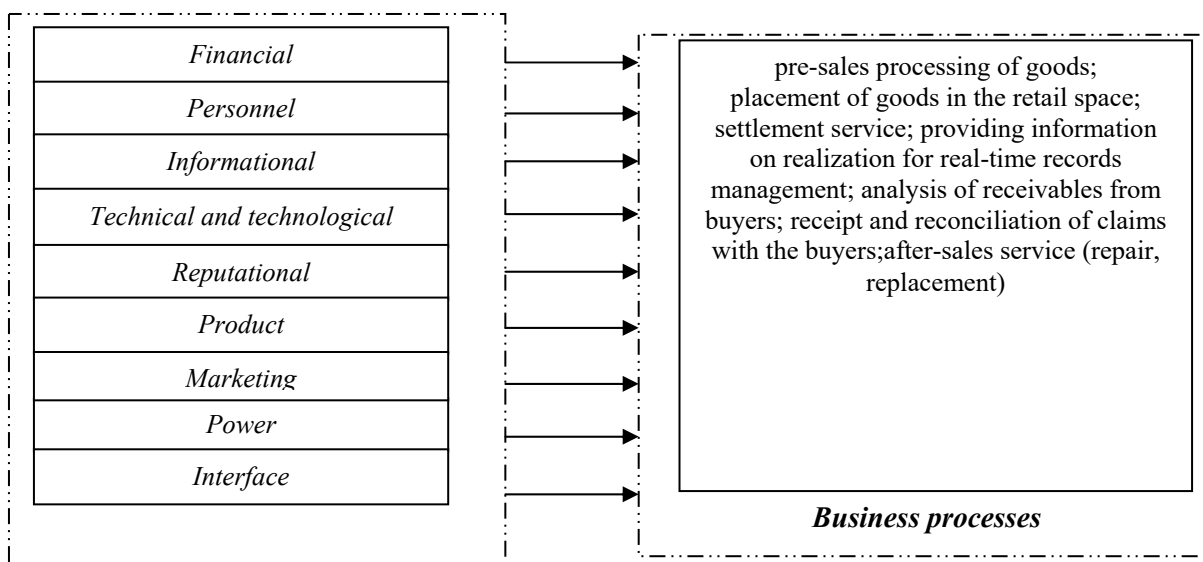 Financial
Personnel
Informational
Technical and technological
Reputational
Product
Marketing
Power
Interface
pre-sales processing of goods;
placement of goods in the retail space;
settlement service; providing information
on realization for real-time records
management; analysis of receivables from
buyers; receipt and reconciliation of claims
with the buyers;after-sales service (repair,
replacement)
Business processes